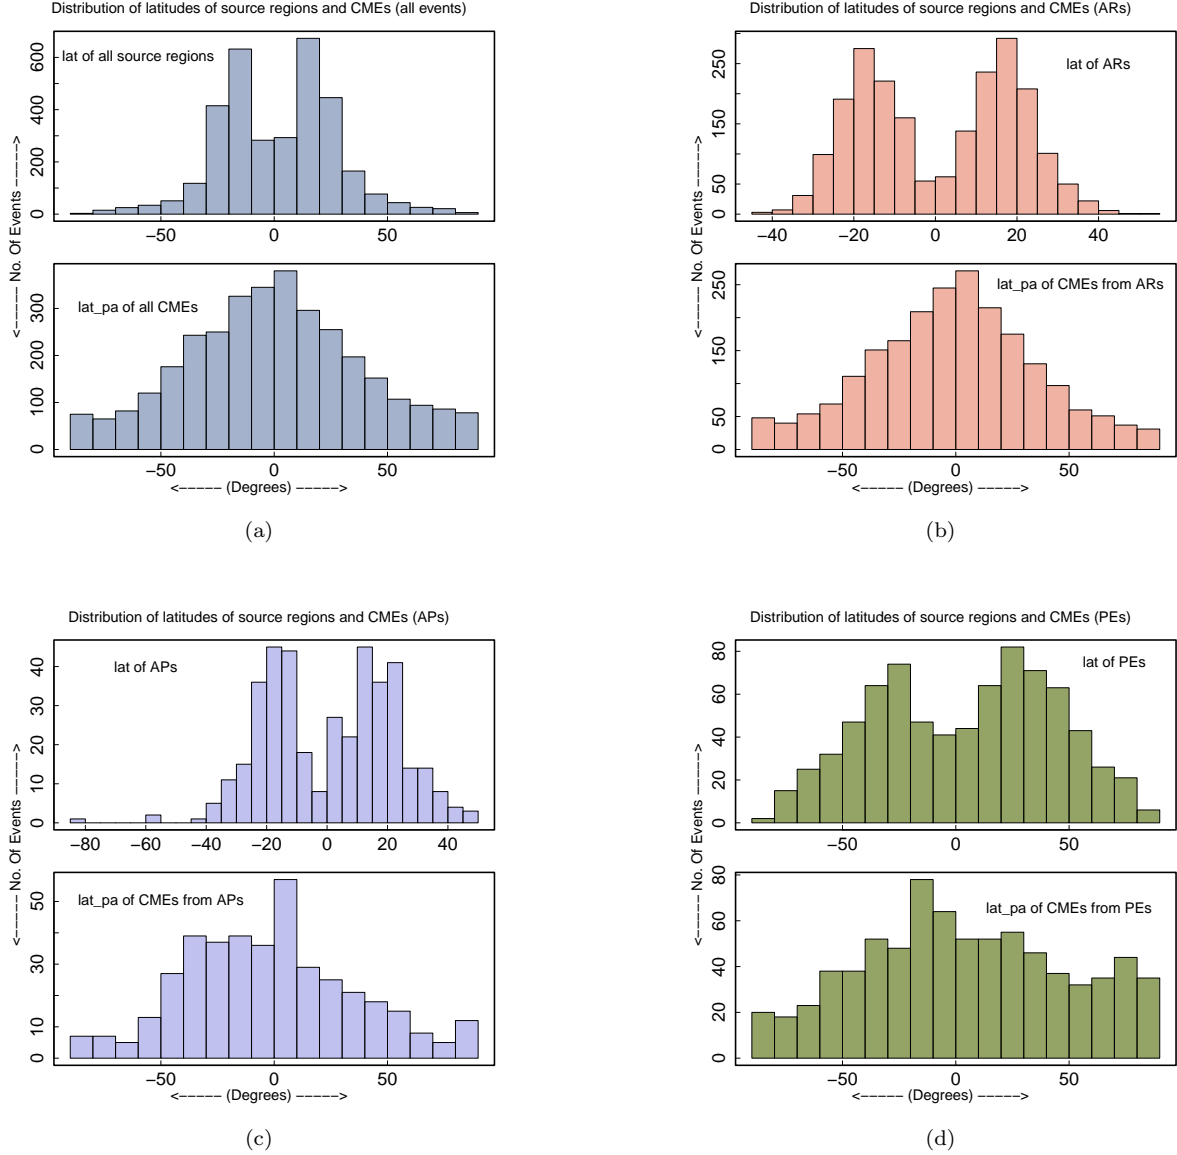 Distribution of latitudes of source regions and CMEs (all events)
lat of all source regions
0 200 400 600
−50 0 50
lat_pa of all CMEs
0 100 200 300
−50 0 50
<−−−−− No. Of Events −−−−−>
<−−−−− (Degrees) −−−−−>
(a)
Distribution of latitudes of source regions and CMEs (ARs)
lat of ARs
0 50 150 250
−40 −20 0 20 40
lat_pa of CMEs from ARs
0 50 150 250
−50 0 50
<−−−−− No. Of Events −−−−−>
<−−−−− (Degrees) −−−−−>
(b)
Distribution of latitudes of source regions and CMEs (APs)
lat of APs
0 10 20 30 40
−80 −60 −40 −20 0 20 40
lat_pa of CMEs from APs
0 10 30 50
−50 0 50
<−−−−− No. Of Events −−−−−>
<−−−−− (Degrees) −−−−−>
(c)
Distribution of latitudes of source regions and CMEs (PEs)
lat of PEs
0 20 40 60 80
−50 0 50
lat_pa of CMEs from PEs
0 20 40 60 80
−50 0 50
<−−−−− No. Of Events −−−−−>
<−−−−− (Degrees) −−−−−>
(d)